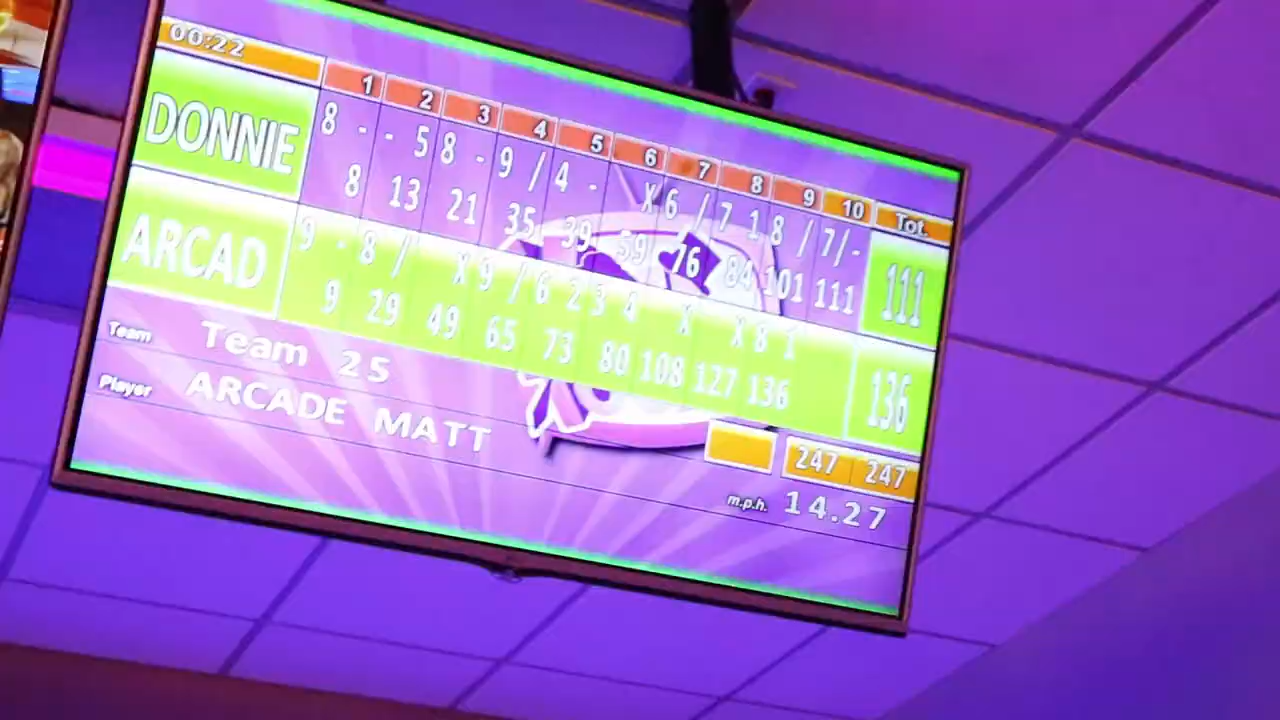 00:22 1 2 3 4 5 6 7 8 9 10 Tot.
DONNIE 8 - - 5 8 - 9 / 4 - X 6 / 7 1 8 / 7 / -
8 13 21 35 39 59 76 84 101 111 111
ARCAD 9 - 8 / X 9 / 6 2 3 4 X X 8 1
9 29 49 65 73 80 108 127 136 136
Team Team 25
Player ARCADE MATT
247 247
m.p.h. 14.27